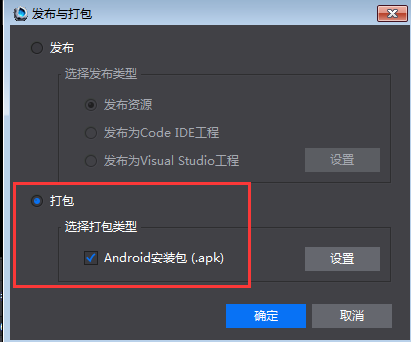 发布与打包
发布
选择发布类型
发布资源
发布为Code IDE工程
发布为Visual Studio工程
设置
打包
选择打包类型
Android安装包 (.apk)
设置
确定
取消